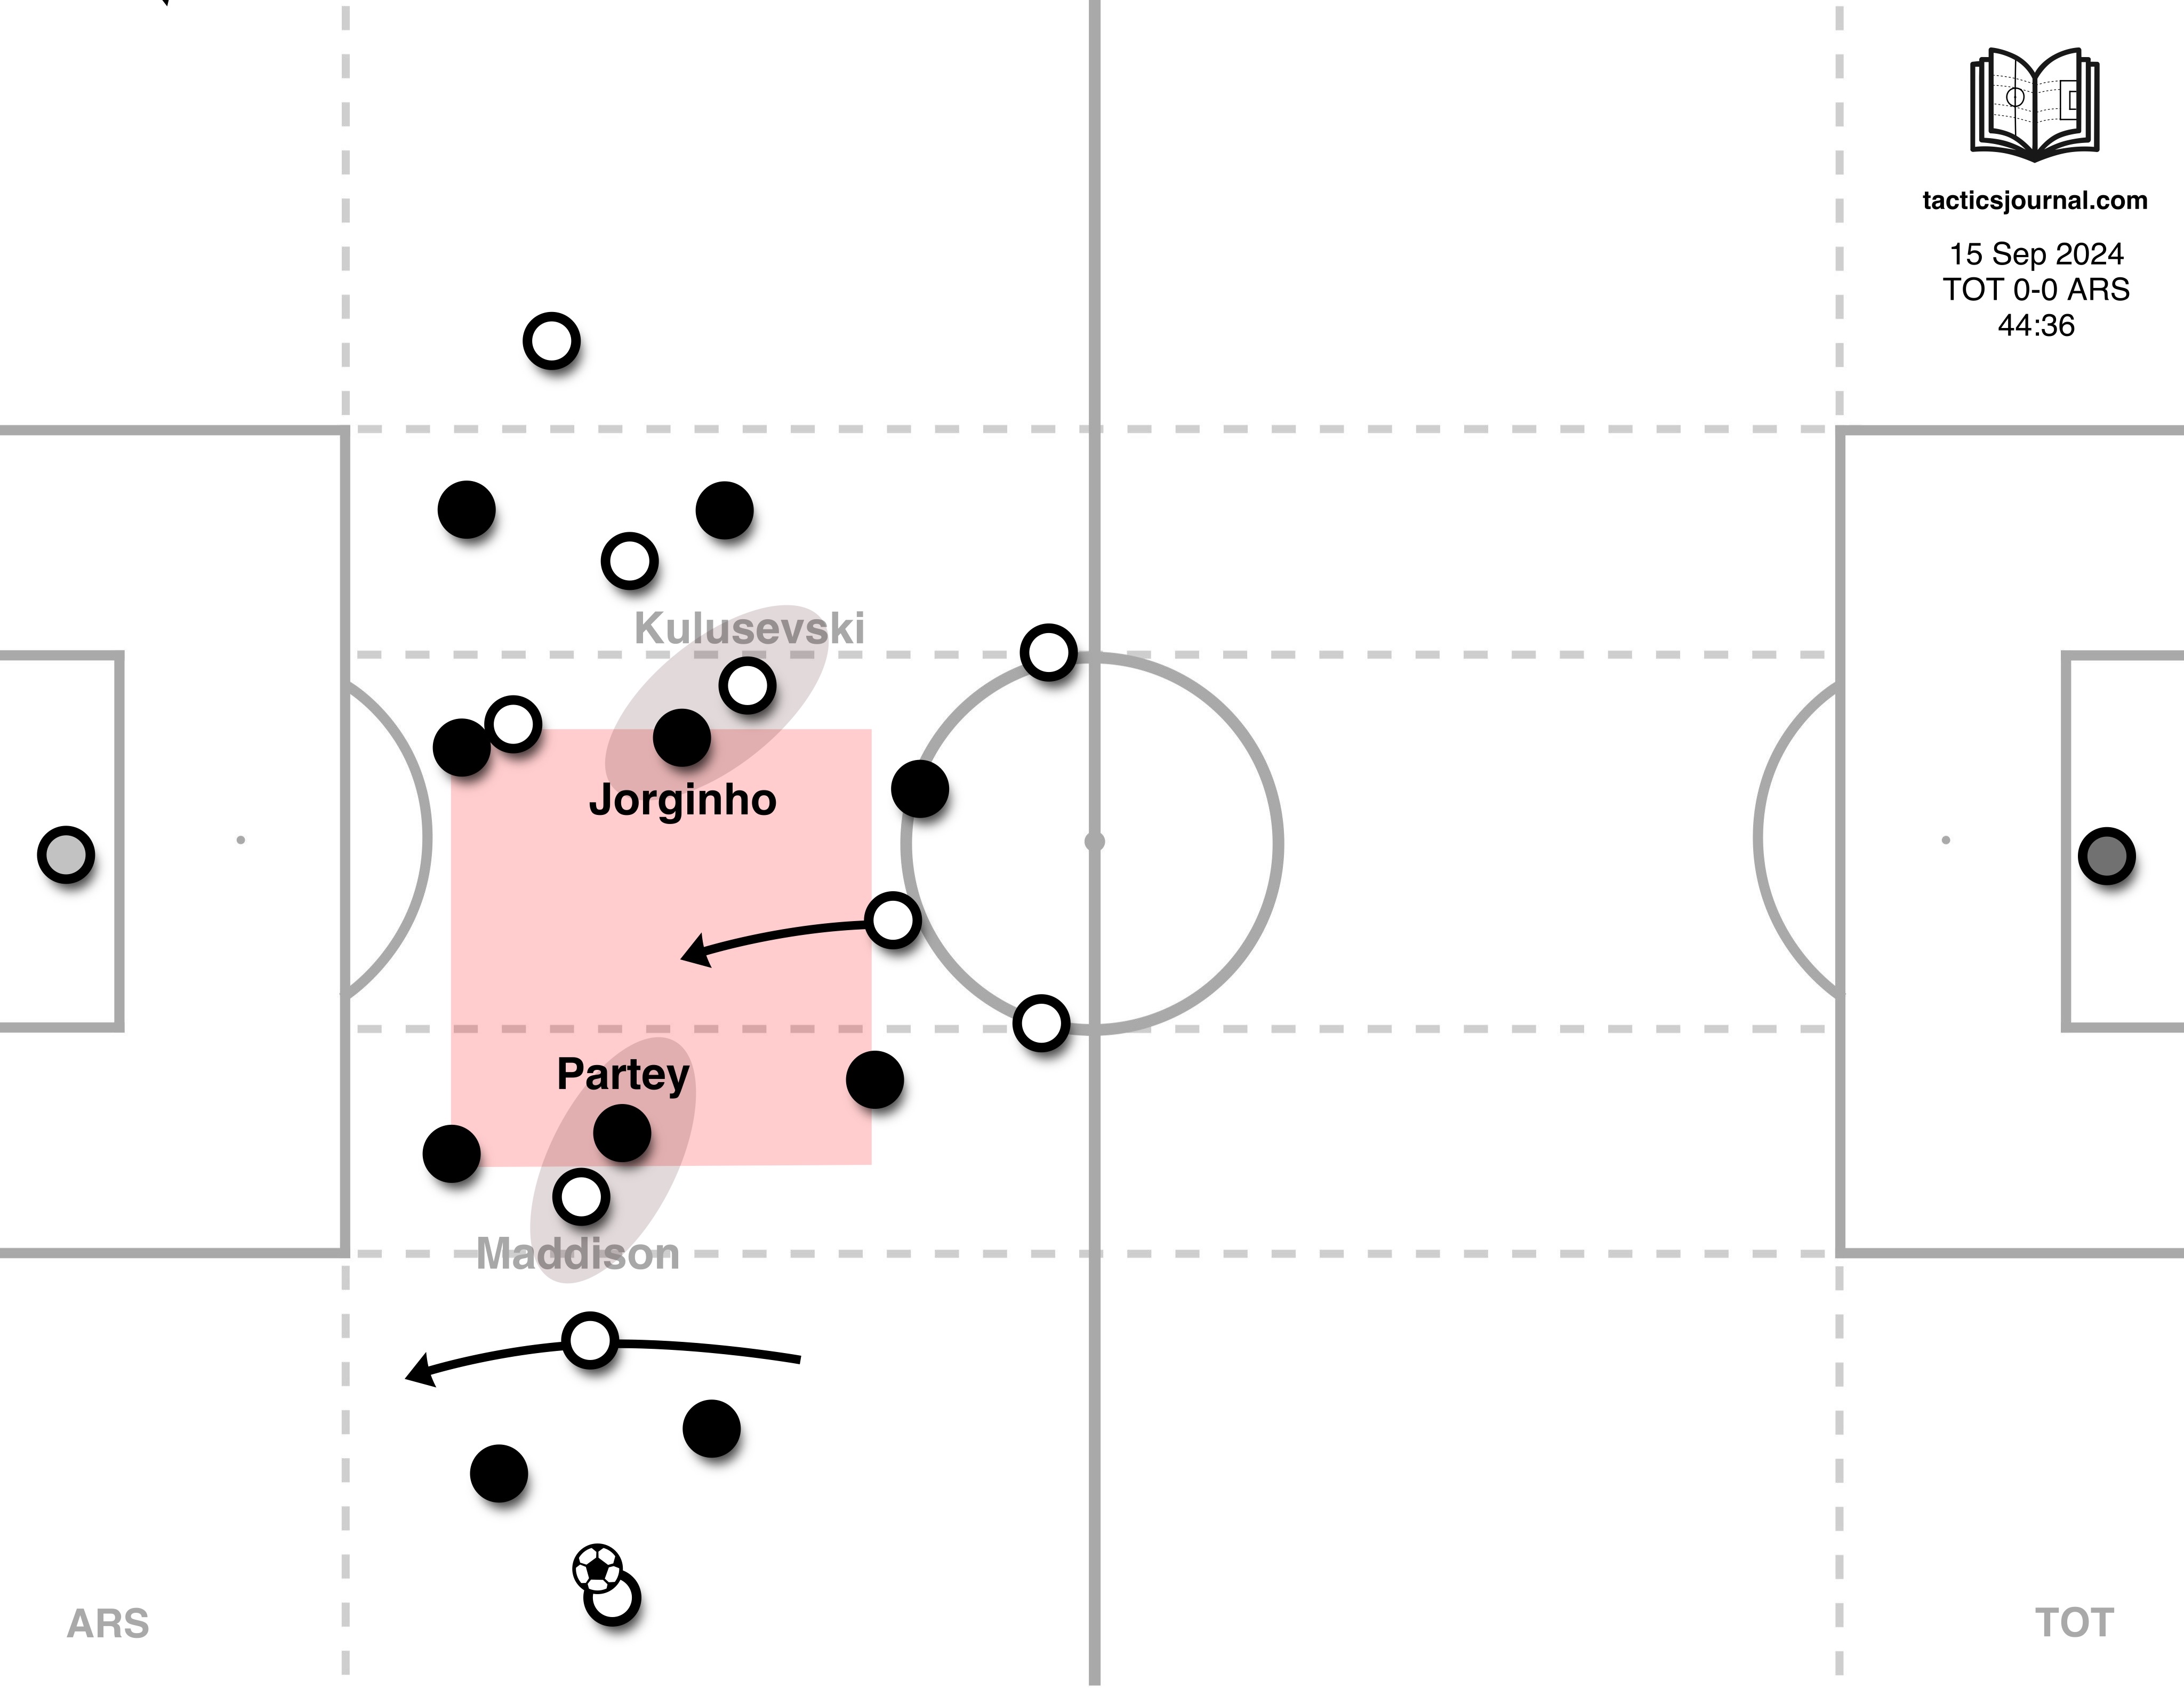 tacticsjournal.com
15 Sep 2024
TOT 0-0 ARS
44:36
Kulusevski
Jorginho
Partey
Maddison
ARS
TOT